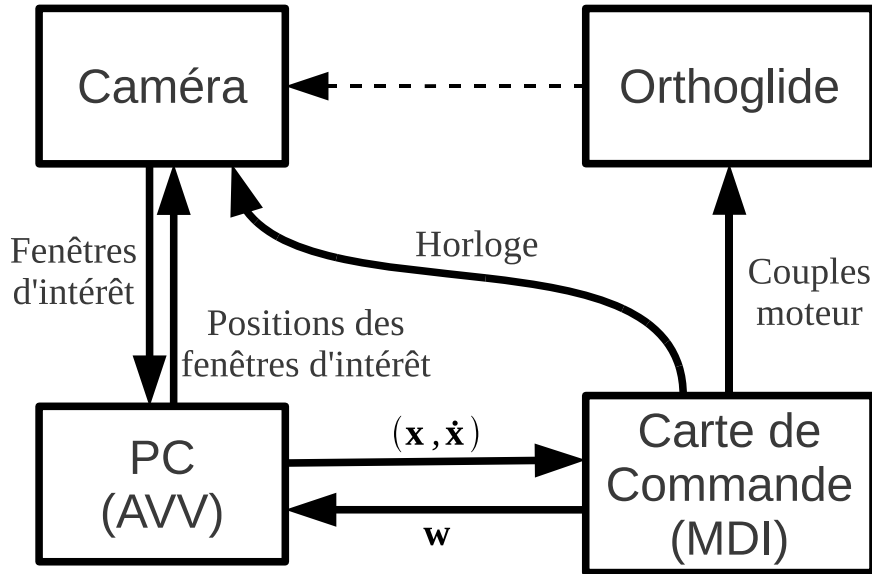 Caméra
Orthoglide
Fenêtres
d'intérêt
Horloge
Couples
moteur
Positions des
fenêtres d'intérêt
PC
(AVV)
(x , ẋ)
w
Carte de
Commande
(MDI)